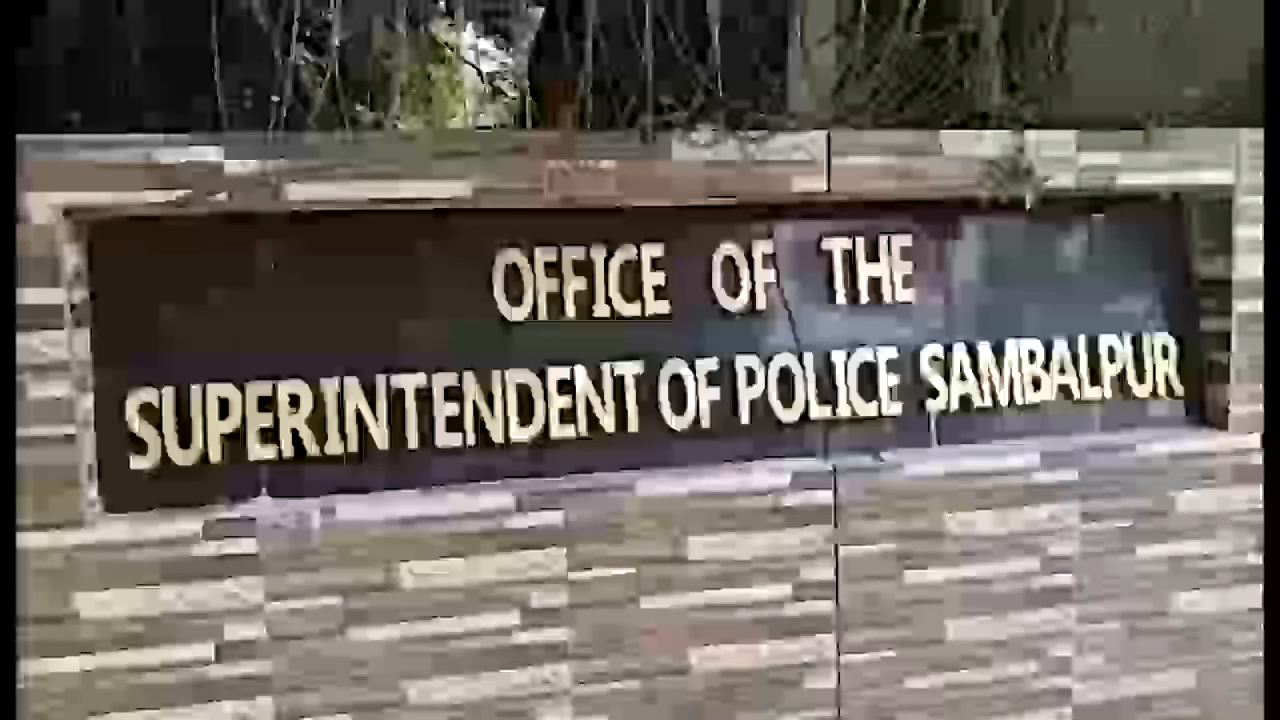 OFFICE OF THE
SUPERINTENDENT OF POLICE SAMBALPUR